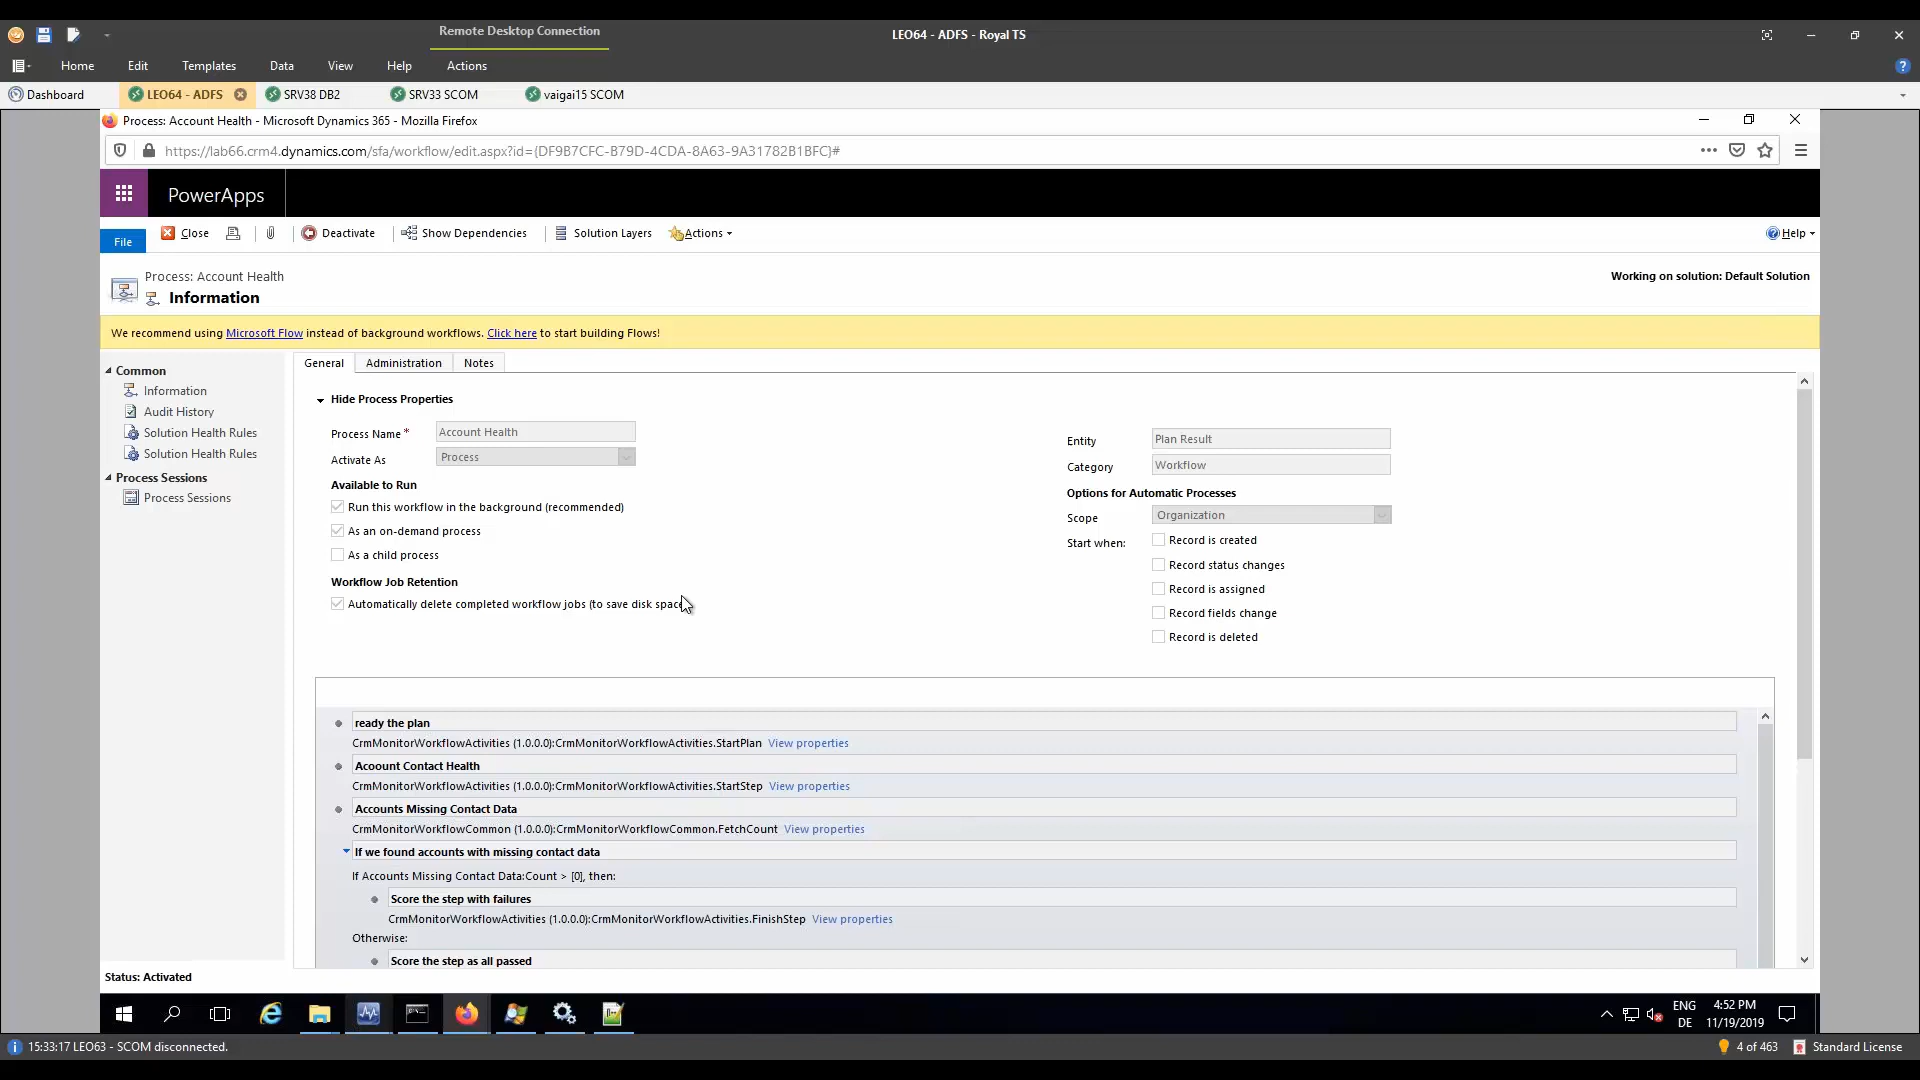 Remote Desktop Connection
LEO64 - ADFS - Royal TS
Home Edit Templates Data View Help Actions
Dashboard LEO64 - ADFS SRV38 DB2 SRV33 SCOM vaigai15 SCOM
Process: Account Health - Microsoft Dynamics 365 - Mozilla Firefox
https://lab66.crm4.dynamics.com/sfa/workflow/edit.aspx?id={DF9B7CFC-B79D-4CDA-8A63-9A31782B1BFC}#
PowerApps
File Close Deactivate Show Dependencies Solution Layers Actions Help
Process: Account Health
Information
Working on solution: Default Solution
We recommend using Microsoft Flow instead of background workflows. Click here to start building Flows!
Common
Information
Audit History
Solution Health Rules
Solution Health Rules
Process Sessions
Process Sessions
General Administration Notes
Hide Process Properties
Process Name * Account Health
Activate As Process
Available to Run
Run this workflow in the background (recommended)
As an on-demand process
As a child process
Workflow Job Retention
Automatically delete completed workflow jobs (to save disk space
Entity Plan Result
Category Workflow
Options for Automatic Processes
Scope Organization
Start when: Record is created
Record status changes
Record is assigned
Record fields change
Record is deleted
ready the plan
CrmMonitorWorkflowActivities (1.0.0.0):CrmMonitorWorkflowActivities.StartPlan View properties
Acoount Contact Health
CrmMonitorWorkflowActivities (1.0.0.0):CrmMonitorWorkflowActivities.StartStep View properties
Accounts Missing Contact Data
CrmMonitorWorkflowCommon (1.0.0.0):CrmMonitorWorkflowCommon.FetchCount View properties
If we found accounts with missing contact data
If Accounts Missing Contact Data:Count > [0], then:
Score the step with failures
CrmMonitorWorkflowActivities (1.0.0.0):CrmMonitorWorkflowActivities.FinishStep View properties
Otherwise:
Score the step as all passed
Status: Activated
ENG 4:52 PM
DE 11/19/2019
15:33:17 LEO63 - SCOM disconnected.
4 of 463 Standard License